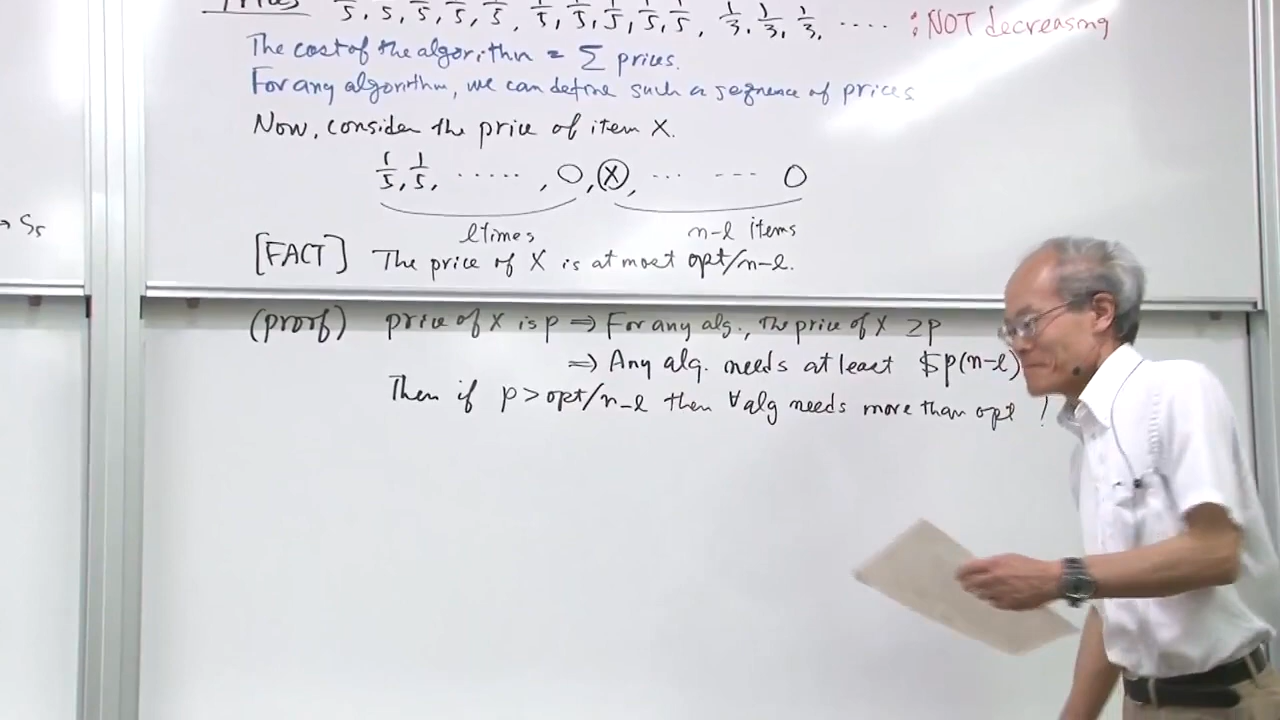 Prices 1/5, 1/5, 1/5, 1/5, 1/5, 1/5, 1/5, 1/5, 1/5, 1/5, 1/3, 1/3, 1/3, ···· : NOT decreasing
The cost of the algorithm = Σ prices.
For any algorithm, we can define such a sequence of prices
Now, consider the price of item X.
1/5, 1/5, ·····, O, X, ··· --- O
l times n-l items
→ S5
[FACT] The price of X is at most opt/n-l.
(proof) price of X is p ⇒ For any alg., the price of X ≥p
⇒ Any alg. needs at least $p(n-l)
Then if p > opt/n-l then ∀alg needs more than opt !